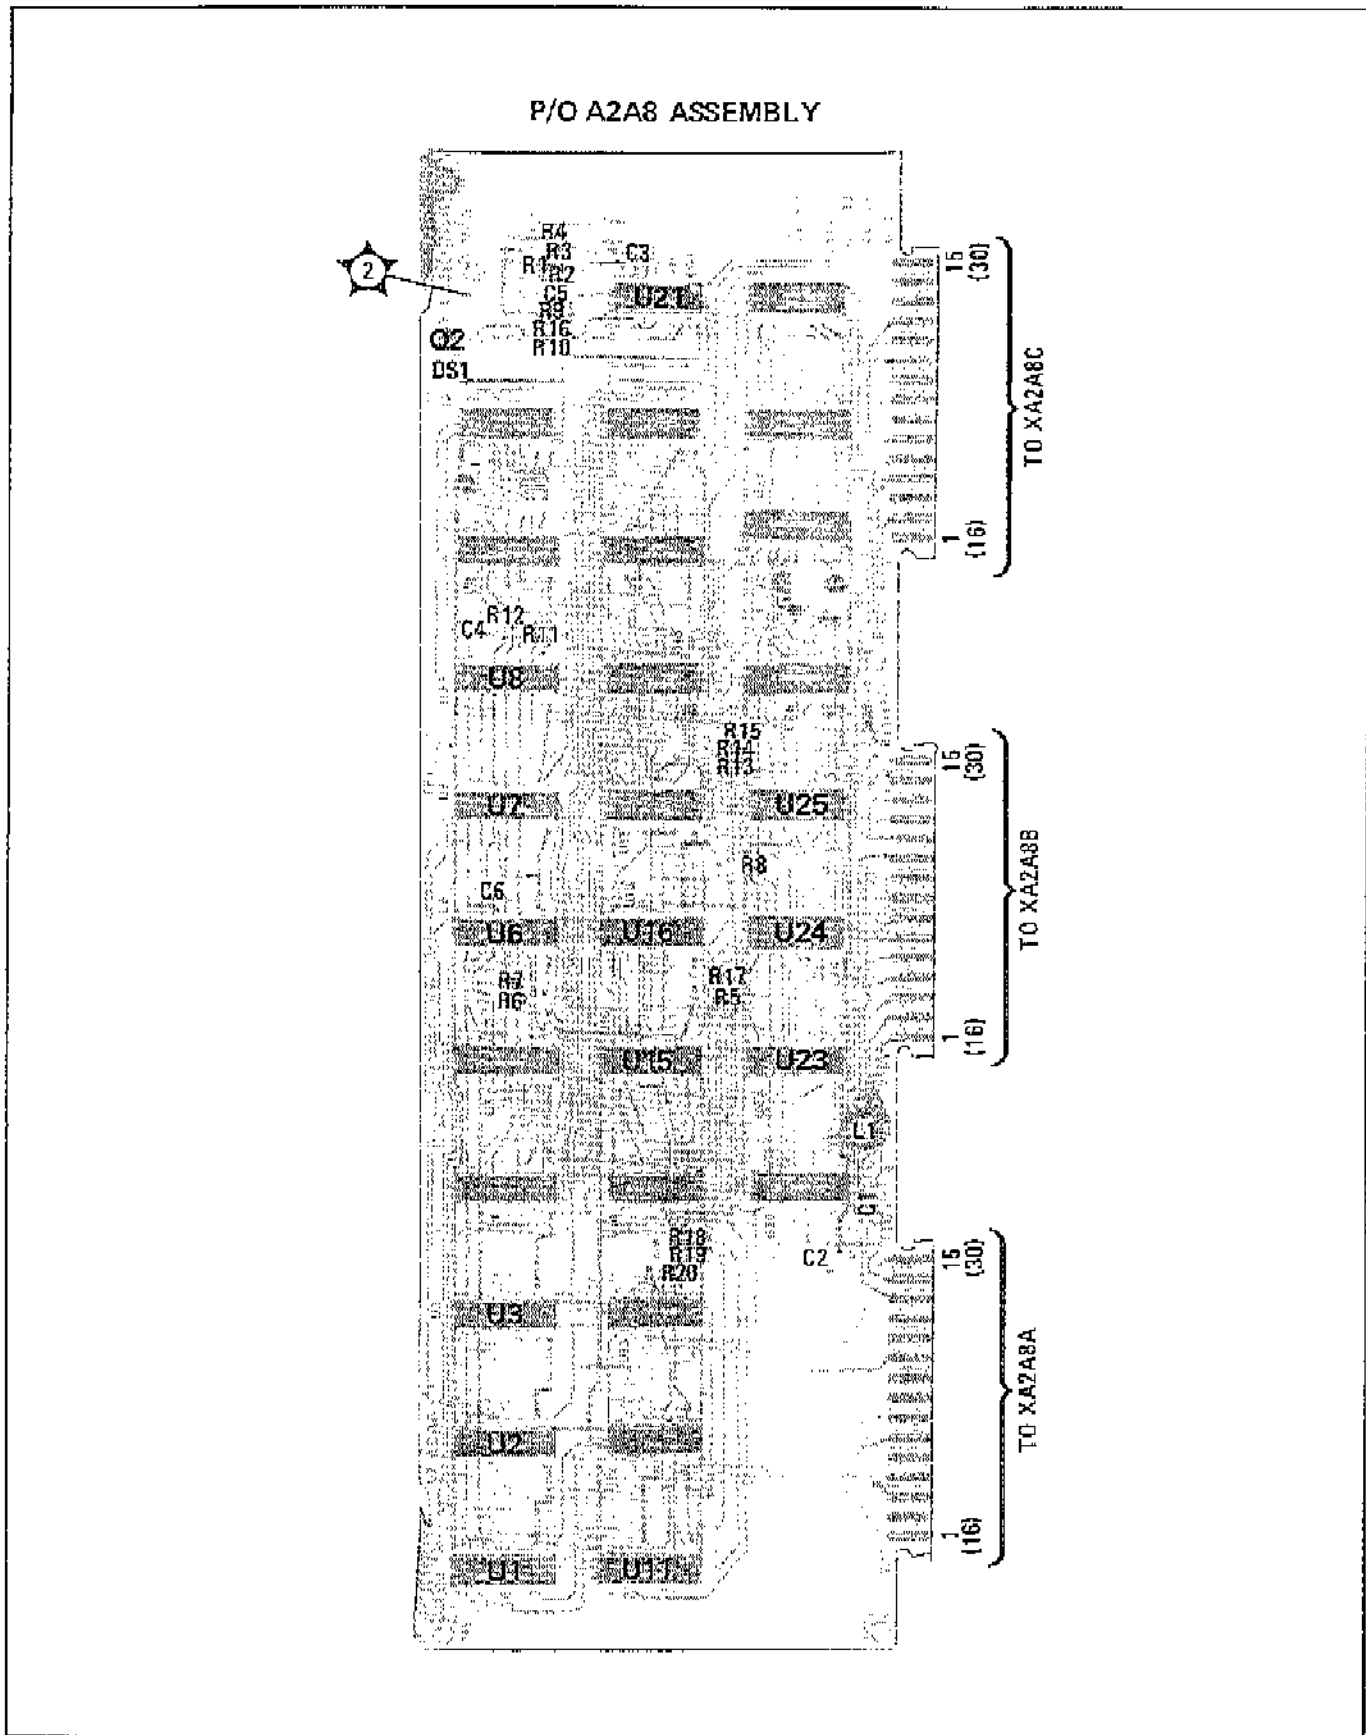 P/O A2A8 ASSEMBLY
R4
R3
C3
R1
R2
2
C5
U21
R9
R16
Q2
R10
DS1
15
(30)
TO XA2A8C
1
(16)
R12
C4
R11
U8
R15
R14
R13
15
(30)
U7
U25
R8
C6
TO XA2A8B
U6
U16
U24
R7
R17
R6
R5
1
(16)
U15
U23
L1
C1
R18
R19
C2
R20
15
(30)
U3
TO XA2A8A
U2
1
(16)
U1
U11